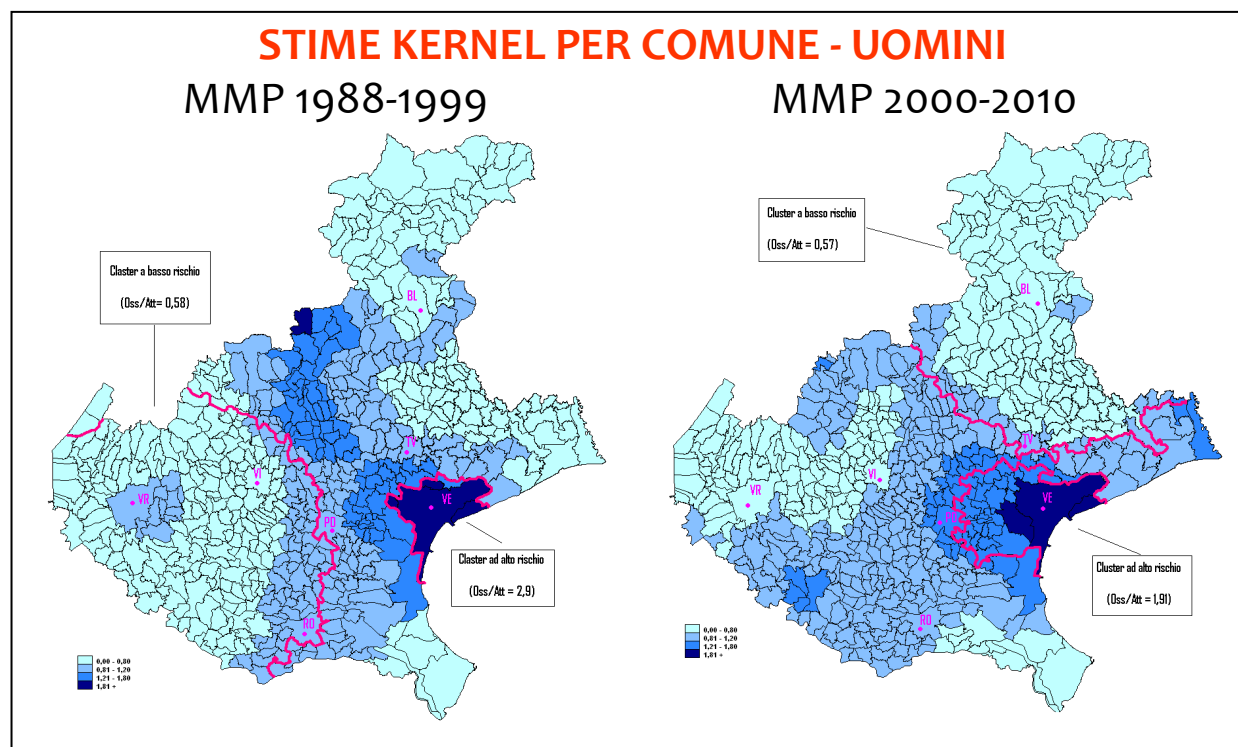 STIME KERNEL PER COMUNE - UOMINI
MMP 1988-1999
MMP 2000-2010
Claster a basso rischio
(Oss/Att= 0,58)
BL
VI
VR
TV
VE
PD
RO
Claster ad alto rischio
(Oss/Att = 2,9)
0,00 - 0,80
0,81 - 1,20
1,21 - 1,80
1,81 +
Cluster a basso rischio
(Oss/Att = 0,57)
BL
TV
VI
VR
VE
PD
RO
Cluster ad alto rischio
(Oss/Att = 1,91)
0,00 - 0,80
0,81 - 1,20
1,21 - 1,80
1,81 +